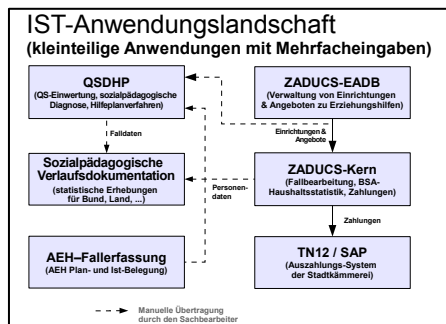 IST-Anwendungslandschaft
(kleinteilige Anwendungen mit Mehrfacheingaben)
QSDHP
(QS-Einwertung, sozialpädagogische
Diagnose, Hilfeplanverfahren)
ZADUCS-EADB
(Verwaltung von Einrichtungen
& Angeboten zu Erziehungshilfen)
Falldaten
Einrichtungen &
Angebote
Sozialpädagogische
Verlaufsdokumentation
(statistische Erhebungen
für Bund, Land, ...)
Personen-
daten
ZADUCS-Kern
(Fallbearbeitung, BSA-
Haushaltsstatistik, Zahlungen)
Zahlungen
AEH–Fallerfassung
(AEH Plan- und Ist-Belegung)
TN12 / SAP
(Auszahlungs-System
der Stadtkämmerei)
Manuelle Übertragung
durch den Sachbearbeiter